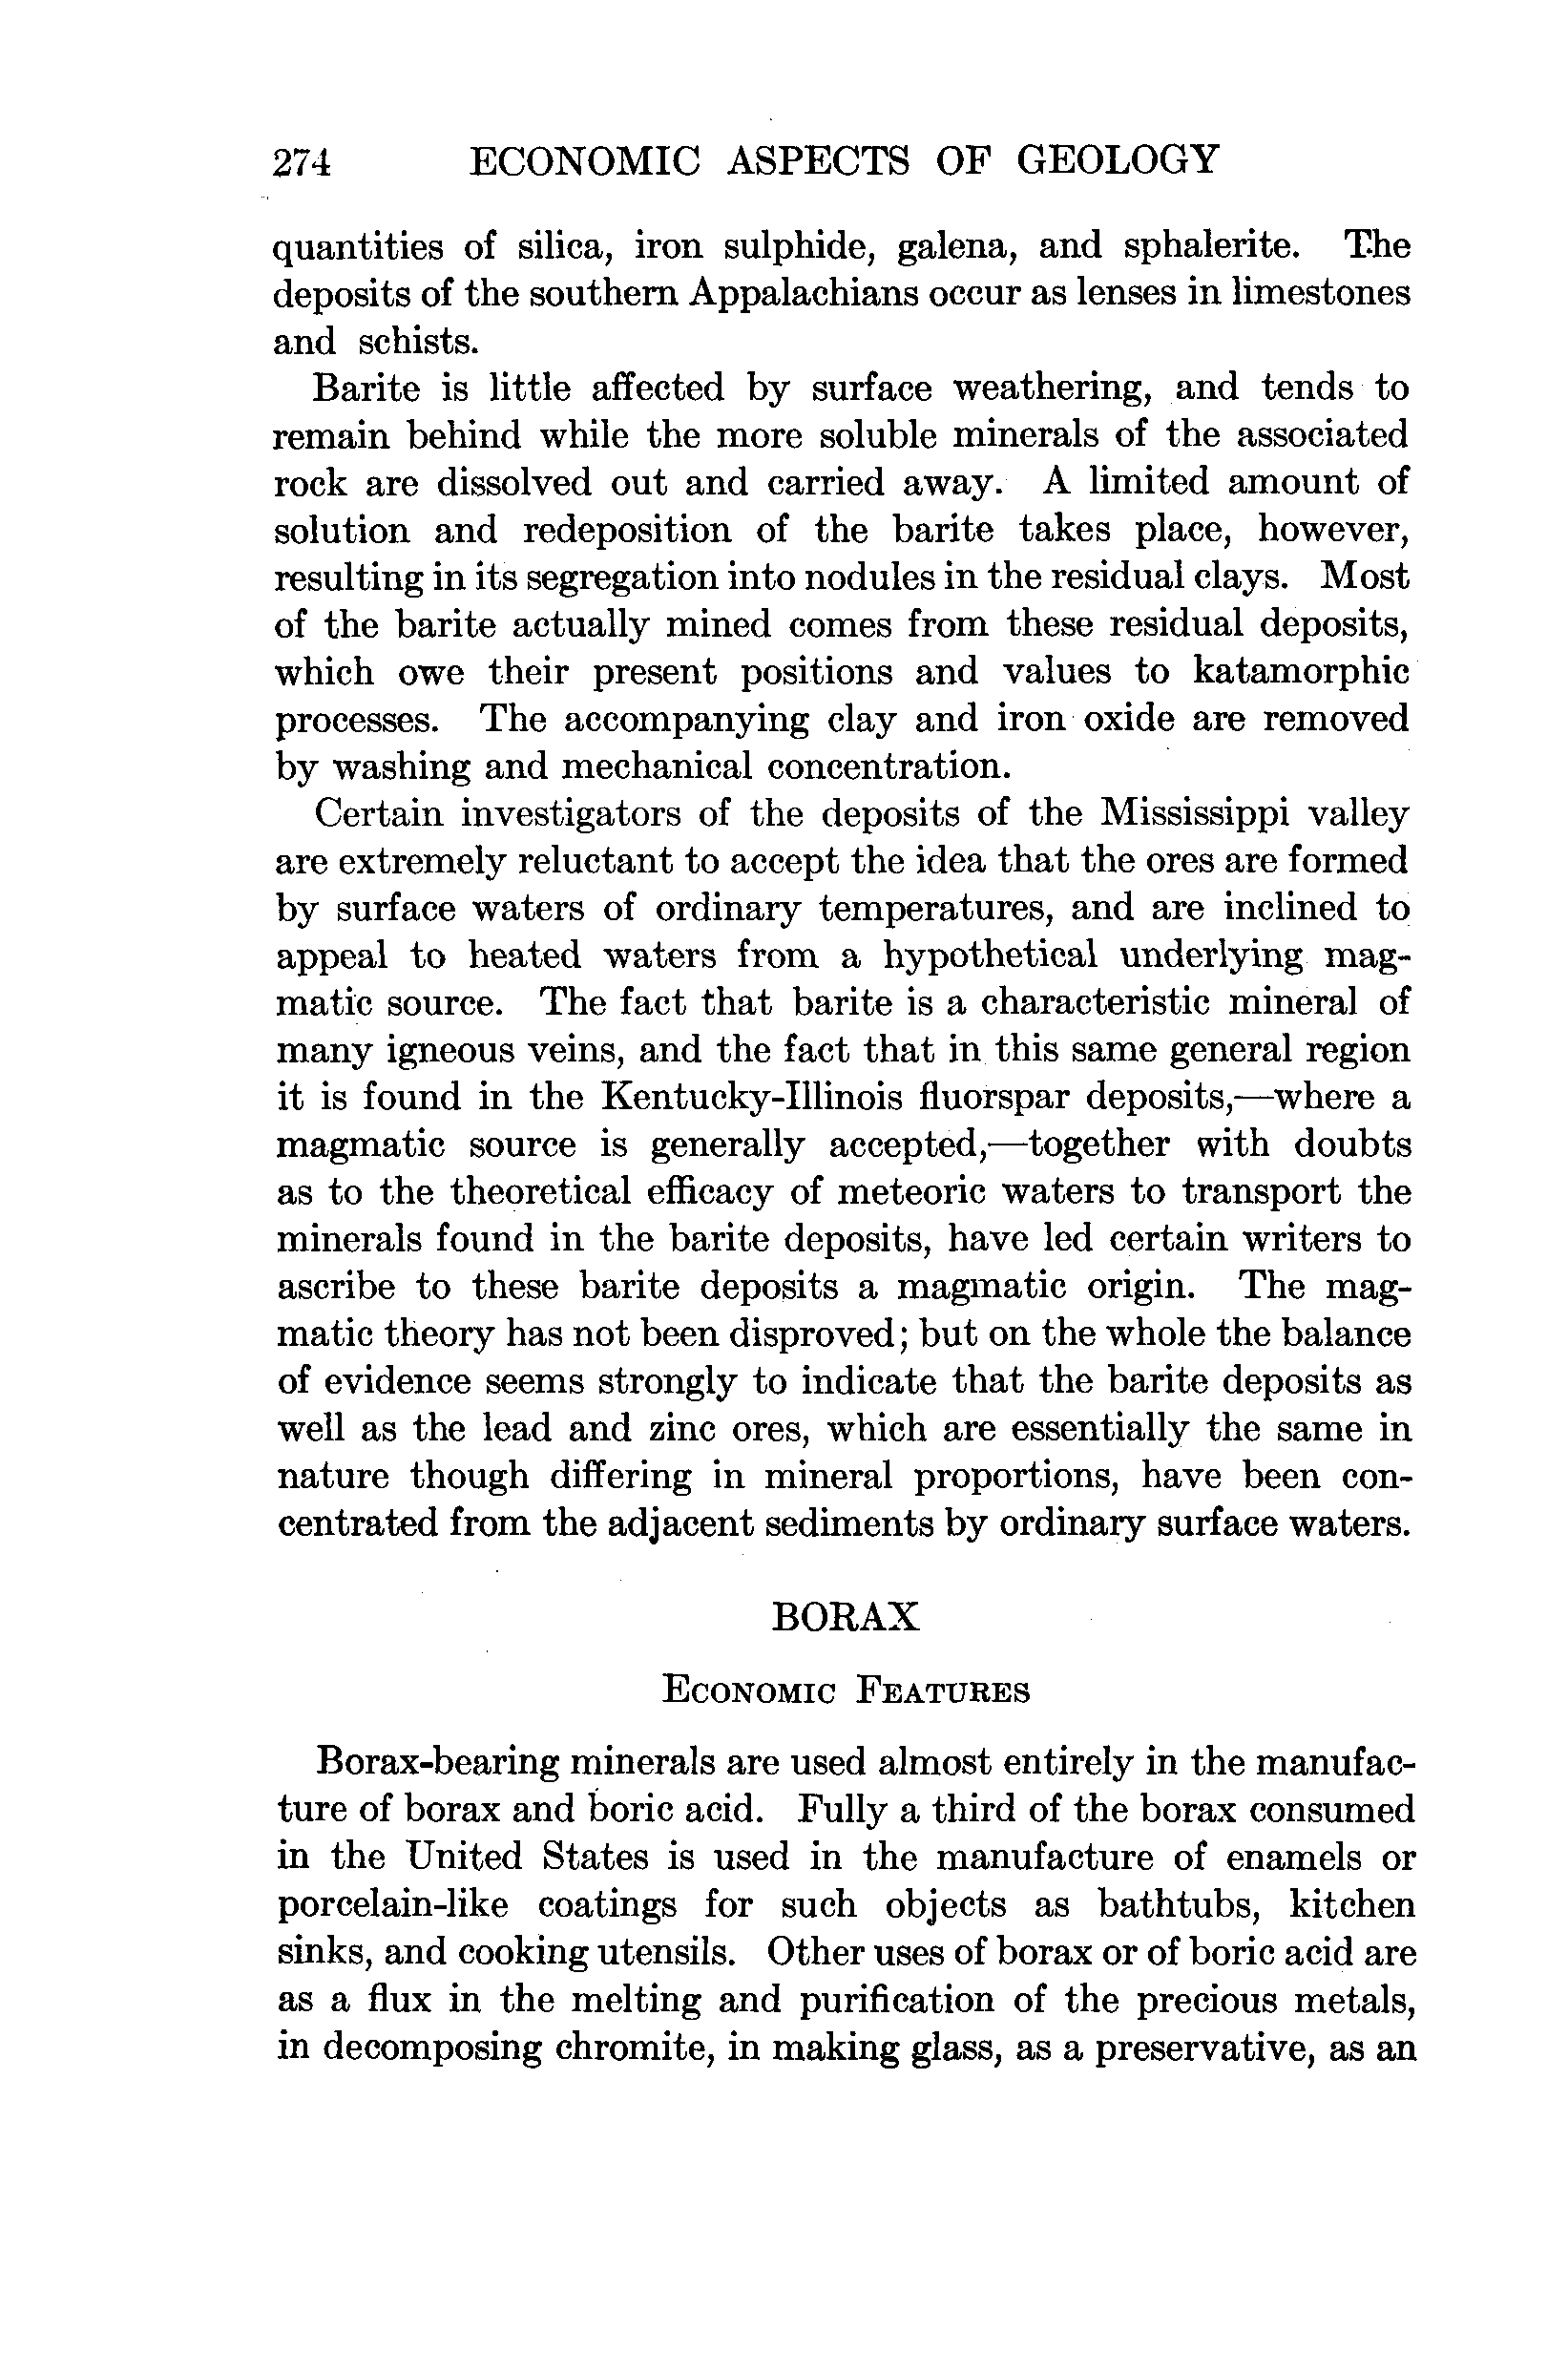 274 ECONOMIC ASPECTS OF GEOLOGY
quantities of silica, iron sulphide, galena, and sphalerite. The
deposits of the southern Appalachians occur as lenses in limestones
and schists.
Barite is little affected by surface weathering, and tends to
remain behind while the more soluble minerals of the associated
rock are dissolved out and carried away. A limited amount of
solution and redeposition of the barite takes place, however,
resulting in its segregation into nodules in the residual clays. Most
of the barite actually mined comes from these residual deposits,
which owe their present positions and values to katamorphic
processes. The accompanying clay and iron oxide are removed
by washing and mechanical concentration.
Certain investigators of the deposits of the Mississippi valley
are extremely reluctant to accept the idea that the ores are formed
by surface waters of ordinary temperatures, and are inclined to
appeal to heated waters from a hypothetical underlying mag-
matic source. The fact that barite is a characteristic mineral of
many igneous veins, and the fact that in this same general region
it is found in the Kentucky-Illinois fluorspar deposits,—where a
magmatic source is generally accepted,—together with doubts
as to the theoretical efficacy of meteoric waters to transport the
minerals found in the barite deposits, have led certain writers to
ascribe to these barite deposits a magmatic origin. The mag-
matic theory has not been disproved; but on the whole the balance
of evidence seems strongly to indicate that the barite deposits as
well as the lead and zinc ores, which are essentially the same in
nature though differing in mineral proportions, have been con-
centrated from the adjacent sediments by ordinary surface waters.
BORAX
ECONOMIC FEATURES
Borax-bearing minerals are used almost entirely in the manufac-
ture of borax and boric acid. Fully a third of the borax consumed
in the United States is used in the manufacture of enamels or
porcelain-like coatings for such objects as bathtubs, kitchen
sinks, and cooking utensils. Other uses of borax or of boric acid are
as a flux in the melting and purification of the precious metals,
in decomposing chromite, in making glass, as a preservative, as an